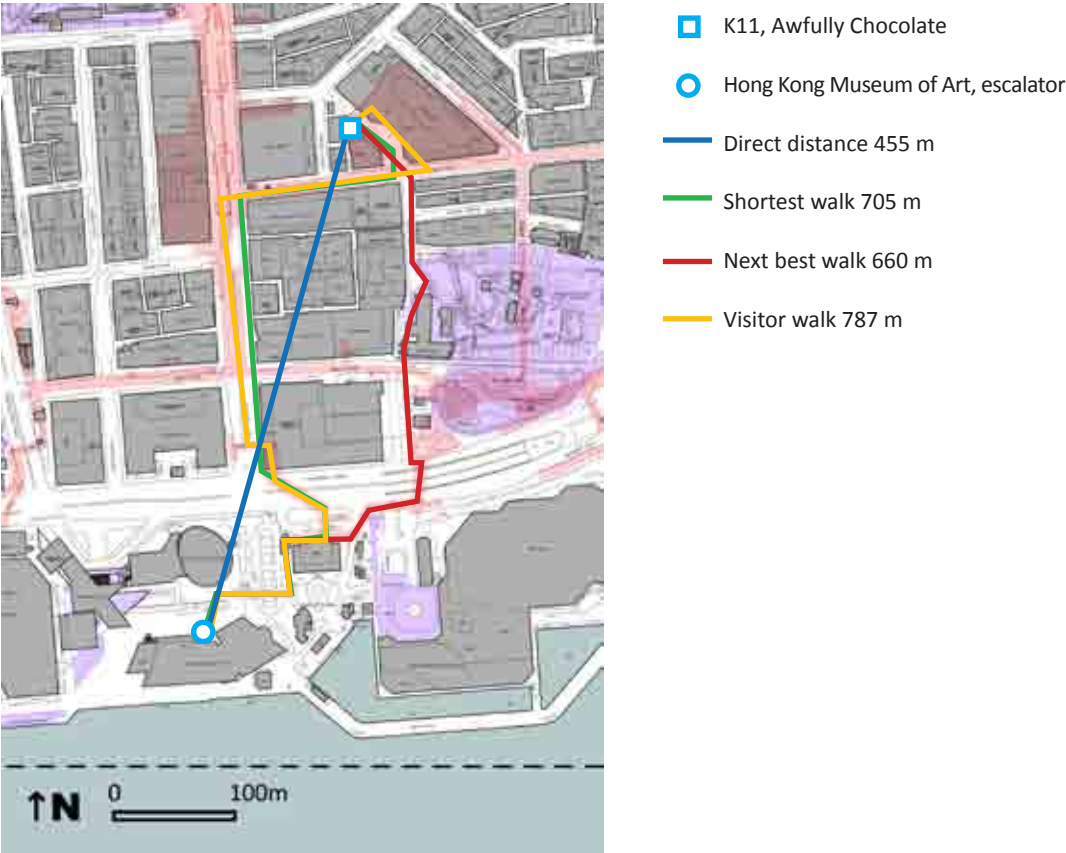 K11, Awfully Chocolate
Hong Kong Museum of Art, escalator
Direct distance 455 m
Shortest walk 705 m
Next best walk 660 m
Visitor walk 787 m
↑N 0 100m